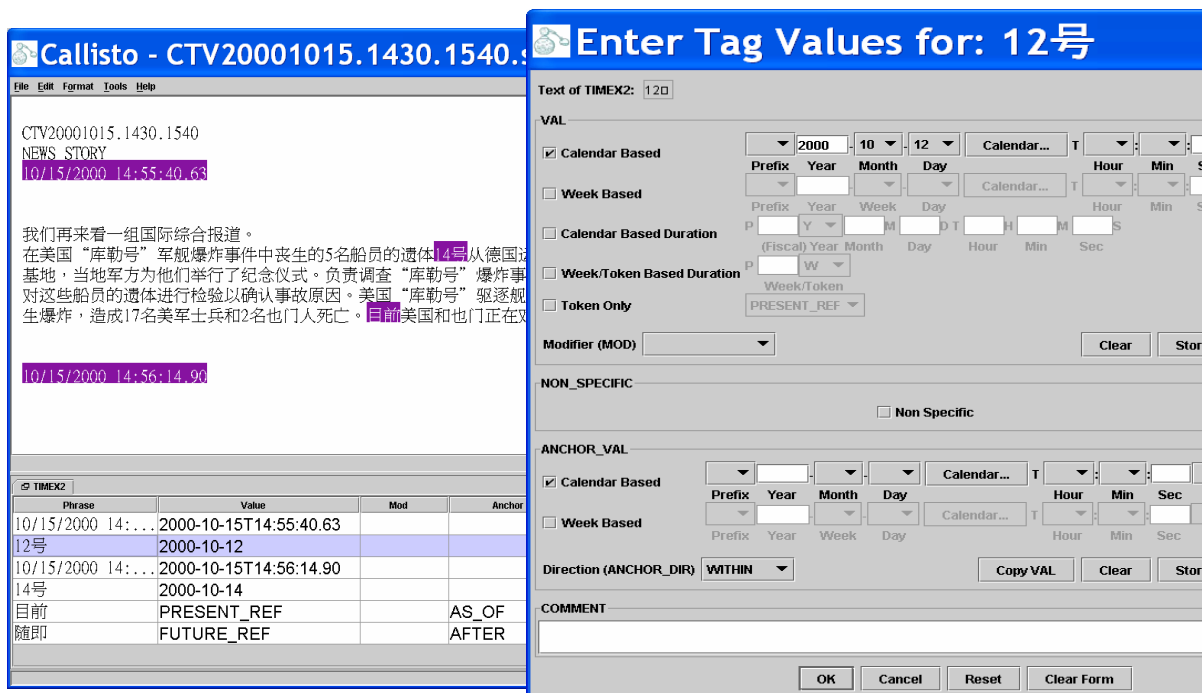 Callisto - CTV20001015.1430.1540.s
File Edit Format Tools Help
CTV20001015.1430.1540
NEWS STORY
10/15/2000 14:55:40.63
我们再来看一组国际综合报道。
在美国“库勒号”军舰爆炸事件中丧生的5名船员的遗体14号从德国运
基地，当地军方为他们举行了纪念仪式。负责调查“库勒号”爆炸事
对这些船员的遗体进行检验以确认事故原因。美国“库勒号”驱逐舰
生爆炸，造成17名美军士兵和2名也门人死亡。目前美国和也门正在对
10/15/2000 14:56:14.90
TIMEX2
Phrase Value Mod Anchor
10/15/2000 14:... 2000-10-15T14:55:40.63
12号 2000-10-12
10/15/2000 14:... 2000-10-15T14:56:14.90
14号 2000-10-14
目前 PRESENT_REF AS_OF
随即 FUTURE_REF AFTER
Enter Tag Values for: 12号
Text of TIMEX2: 12□
VAL
Calendar Based 2000 - 10 - 12 Calendar... T : :
Prefix Year Month Day Hour Min S
Week Based - - Calendar... T : :
Prefix Year Week Day Hour Min S
Calendar Based Duration P Y M D T H M S
(Fiscal) Year Month Day Hour Min Sec
Week/Token Based Duration P W
Week/Token
Token Only PRESENT_REF
Modifier (MOD) Clear Stor
NON_SPECIFIC
Non Specific
ANCHOR_VAL
Calendar Based - - Calendar... T : :
Prefix Year Month Day Hour Min Sec
Week Based - - Calendar... T : :
Prefix Year Week Day Hour Min Sec
Direction (ANCHOR_DIR) WITHIN Copy VAL Clear Stor
COMMENT
OK Cancel Reset Clear Form